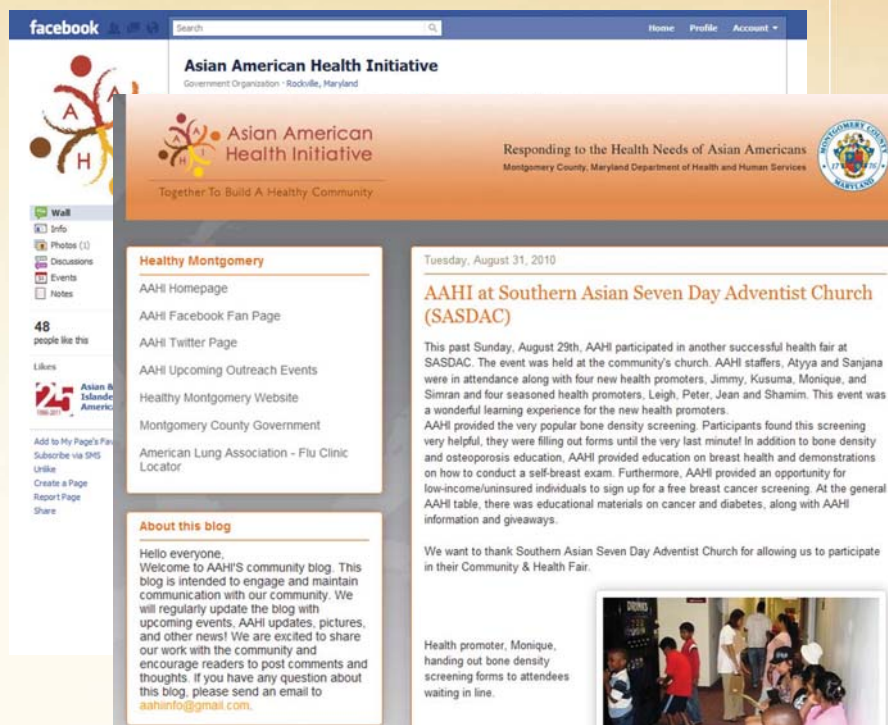 facebook
Search
Home Profile Account
Asian American Health Initiative
Government Organization · Rockville, Maryland
A A
H
Wall
Info
Photos (1)
Discussions
Events
Notes
48
people like this
Likes
25
1986-2011
Asian &
Islande
America
Add to My Page's Fav
Subscribe via SMS
Unlike
Create a Page
Report Page
Share
A A
H I
Asian American
Health Initiative
Together To Build A Healthy Community
Responding to the Health Needs of Asian Americans
Montgomery County, Maryland Department of Health and Human Services
MONTGOMERY COUNTY
17 76
MARYLAND
Healthy Montgomery
AAHI Homepage
AAHI Facebook Fan Page
AAHI Twitter Page
AAHI Upcoming Outreach Events
Healthy Montgomery Website
Montgomery County Government
American Lung Association - Flu Clinic
Locator
About this blog
Hello everyone,
Welcome to AAHI'S community blog. This
blog is intended to engage and maintain
communication with our community. We
will regularly update the blog with
upcoming events, AAHI updates, pictures,
and other news! We are excited to share
our work with the community and
encourage readers to post comments and
thoughts. If you have any question about
this blog, please send an email to
aahiinfo@gmail.com.
Tuesday, August 31, 2010
AAHI at Southern Asian Seven Day Adventist Church
(SASDAC)
This past Sunday, August 29th, AAHI participated in another successful health fair at
SASDAC. The event was held at the community's church. AAHI staffers, Atyya and Sanjana
were in attendance along with four new health promoters, Jimmy, Kusuma, Monique, and
Simran and four seasoned health promoters, Leigh, Peter, Jean and Shamim. This event was
a wonderful learning experience for the new health promoters.
AAHI provided the very popular bone density screening. Participants found this screening
very helpful, they were filling out forms until the very last minute! In addition to bone density
and osteoporosis education, AAHI provided education on breast health and demonstrations
on how to conduct a self-breast exam. Furthermore, AAHI provided an opportunity for
low-income/uninsured individuals to sign up for a free breast cancer screening. At the general
AAHI table, there was educational materials on cancer and diabetes, along with AAHI
information and giveaways.
We want to thank Southern Asian Seven Day Adventist Church for allowing us to participate
in their Community & Health Fair.
Health promoter, Monique,
handing out bone density
screening forms to attendees
waiting in line.
DRINKS